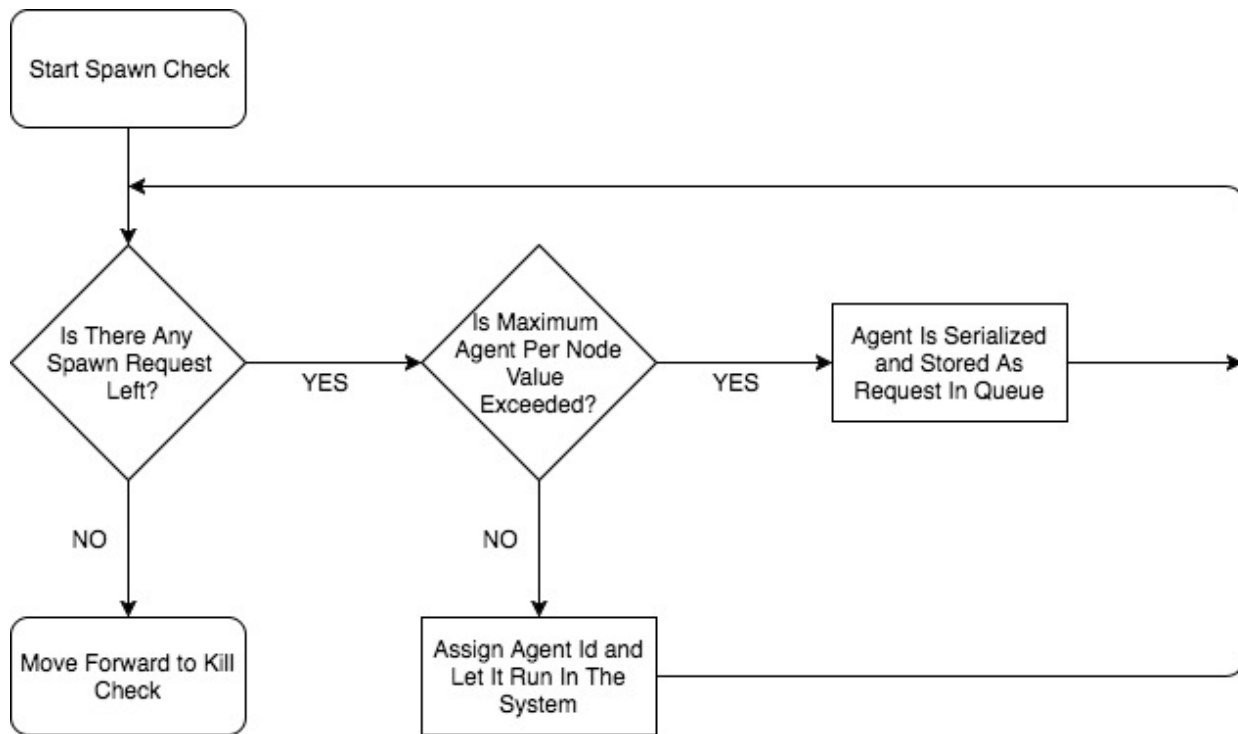 Start Spawn Check
Is There Any
Spawn Request
Left?
YES
Is Maximum
Agent Per Node
Value
Exceeded?
YES
Agent Is Serialized
and Stored As
Request In Queue
NO
NO
Move Forward to Kill
Check
Assign Agent Id and
Let It Run In The
System